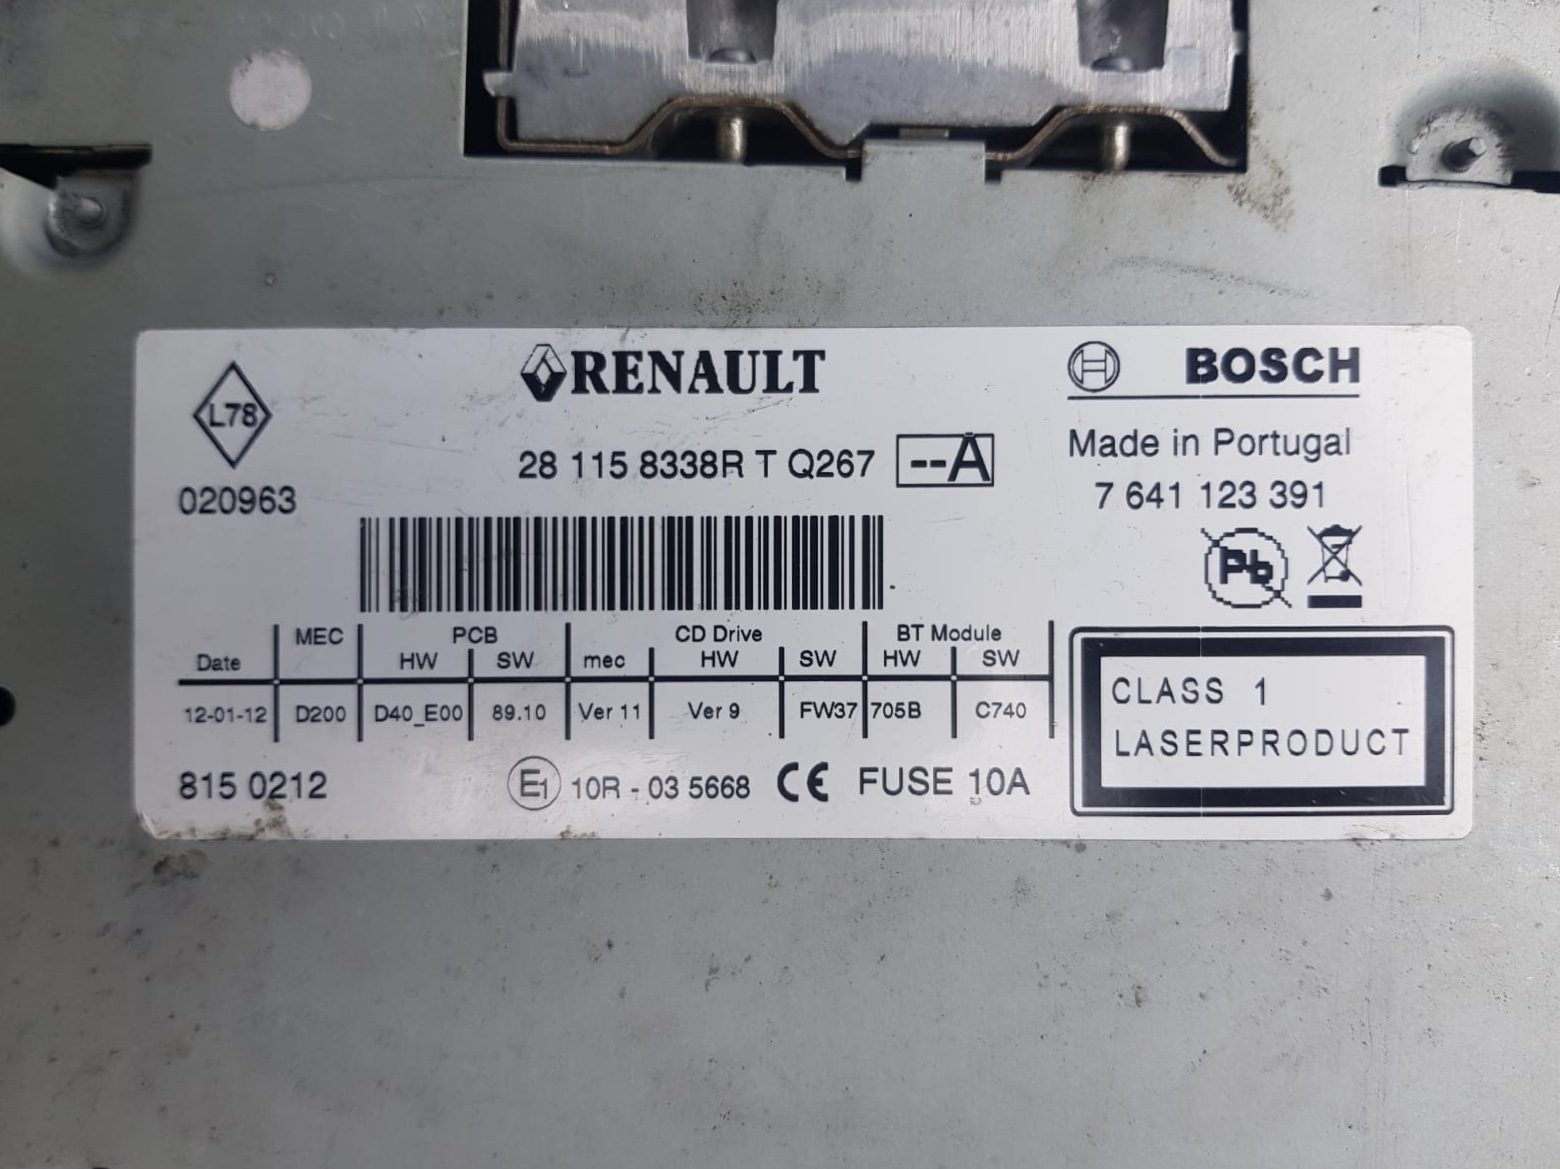 L78
020963
RENAULT
28 115 8338R T Q267 --A
BOSCH
Made in Portugal
7 641 123 391
Pb
MEC PCB CD Drive BT Module
Date HW SW mec HW SW HW SW
12-01-12 D200 D40_E00 89.10 Ver 11 Ver 9 FW37 705B C740
815 0212 E1 10R - 03 5668 CE FUSE 10A
CLASS 1
LASERPRODUCT